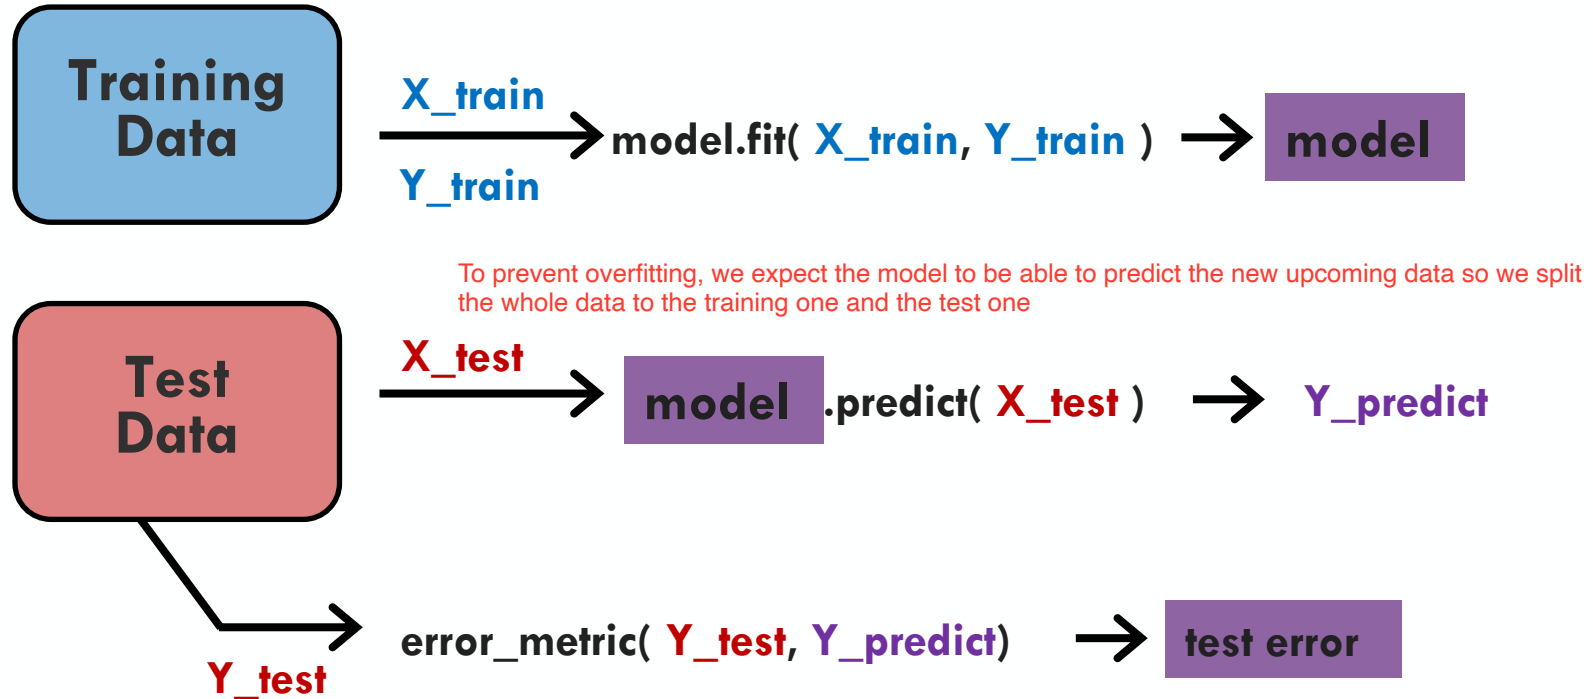 Training
Data
X_train
Y_train
model.fit( X_train, Y_train )
model
To prevent overfitting, we expect the model to be able to predict the new upcoming data so we split
the whole data to the training one and the test one
Test
Data
X_test
model .predict( X_test )
Y_predict
Y_test
error_metric( Y_test, Y_predict)
test error